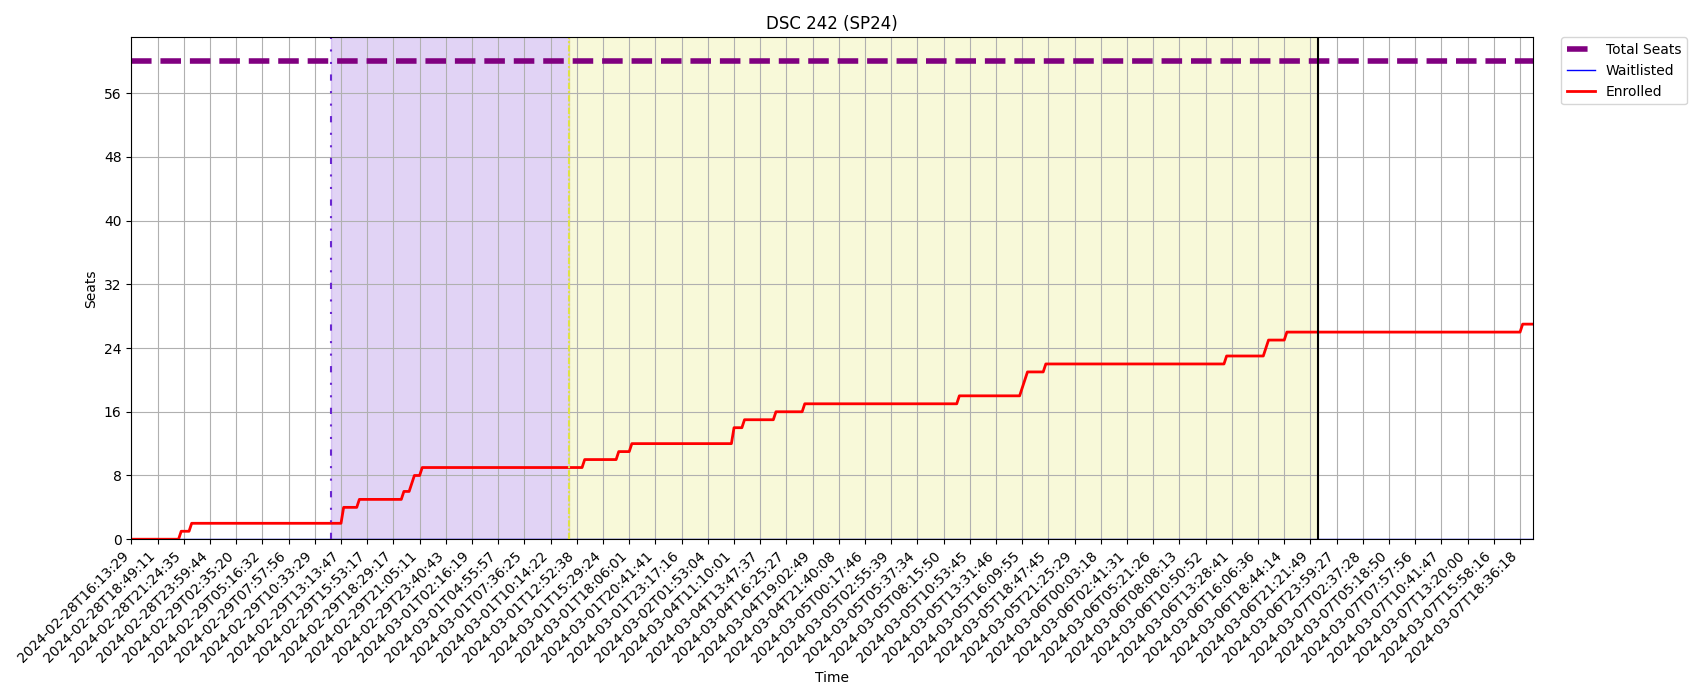 DSC 242 (SP24)
Total Seats
Waitlisted
Enrolled
Seats
56
48
40
32
24
16
8
0
2024-02-28T16:13:29
2024-02-28T18:49:11
2024-02-28T21:24:35
2024-02-28T23:59:44
2024-02-29T02:35:20
2024-02-29T05:16:32
2024-02-29T07:57:56
2024-02-29T10:33:29
2024-02-29T13:13:47
2024-02-29T15:53:17
2024-02-29T18:29:17
2024-02-29T21:05:11
2024-02-29T23:40:43
2024-03-01T02:16:19
2024-03-01T04:55:57
2024-03-01T07:36:25
2024-03-01T10:14:22
2024-03-01T12:52:38
2024-03-01T15:29:24
2024-03-01T18:06:01
2024-03-01T20:41:41
2024-03-01T23:17:16
2024-03-02T01:53:04
2024-03-04T11:10:01
2024-03-04T13:47:37
2024-03-04T16:25:27
2024-03-04T19:02:49
2024-03-04T21:40:08
2024-03-05T00:17:46
2024-03-05T02:55:39
2024-03-05T05:37:34
2024-03-05T08:15:50
2024-03-05T10:53:45
2024-03-05T13:31:46
2024-03-05T16:09:55
2024-03-05T18:47:45
2024-03-05T21:25:29
2024-03-06T00:03:18
2024-03-06T02:41:31
2024-03-06T05:21:26
2024-03-06T08:08:13
2024-03-06T10:50:52
2024-03-06T13:28:41
2024-03-06T16:06:36
2024-03-06T18:44:14
2024-03-06T21:21:49
2024-03-06T23:59:27
2024-03-07T02:37:28
2024-03-07T05:18:50
2024-03-07T07:57:56
2024-03-07T10:41:47
2024-03-07T13:20:00
2024-03-07T15:58:16
2024-03-07T18:36:18
Time